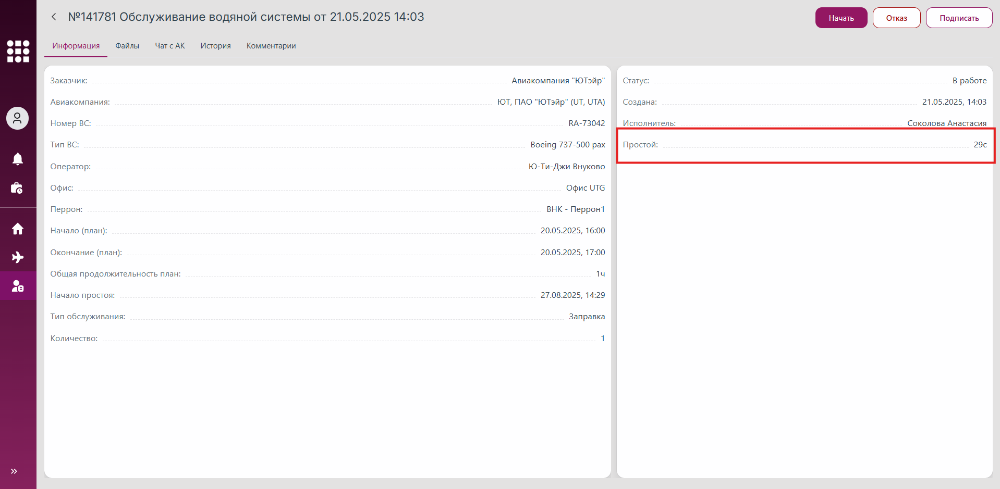 №141781 Обслуживание водяной системы от 21.05.2025 14:03
Начать
Отказ
Подписать
Информация
Файлы
Чат с АК
История
Комментарии
Заказчик: Авиакомпания "ЮТэйр"
Авиакомпания: ЮТ, ПАО "ЮТэйр" (UT, UTA)
Номер ВС: RA-73042
Тип ВС: Boeing 737-500 pax
Оператор: Ю-Ти-Джи Внуково
Офис: Офис UTG
Перрон: ВНК - Перрон1
Начало (план): 20.05.2025, 16:00
Окончание (план): 20.05.2025, 17:00
Общая продолжительность план: 1ч
Начало простоя: 27.08.2025, 14:29
Тип обслуживания: Заправка
Количество: 1
Статус: В работе
Создана: 21.05.2025, 14:03
Исполнитель: Соколова Анастасия
Простой: 29с